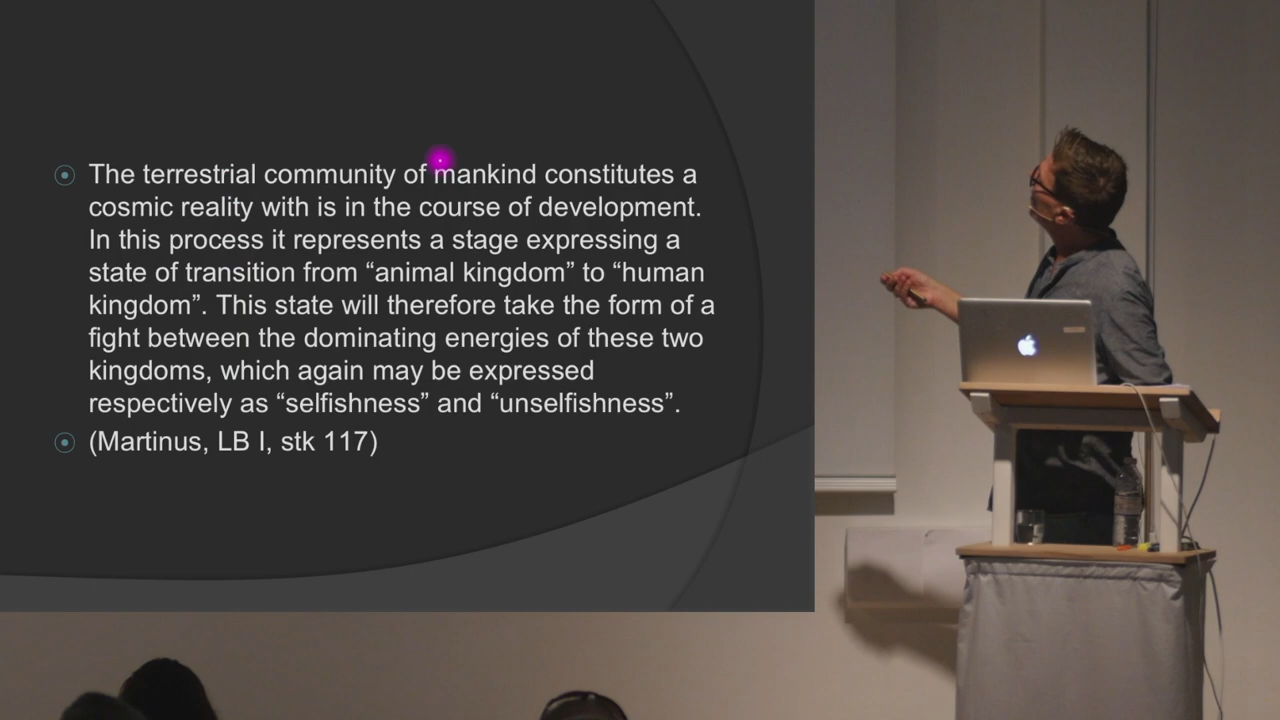 The terrestrial community of mankind constitutes a
cosmic reality with is in the course of development.
In this process it represents a stage expressing a
state of transition from “animal kingdom” to “human
kingdom”. This state will therefore take the form of a
fight between the dominating energies of these two
kingdoms, which again may be expressed
respectively as “selfishness” and “unselfishness”.
(Martinus, LB I, stk 117)